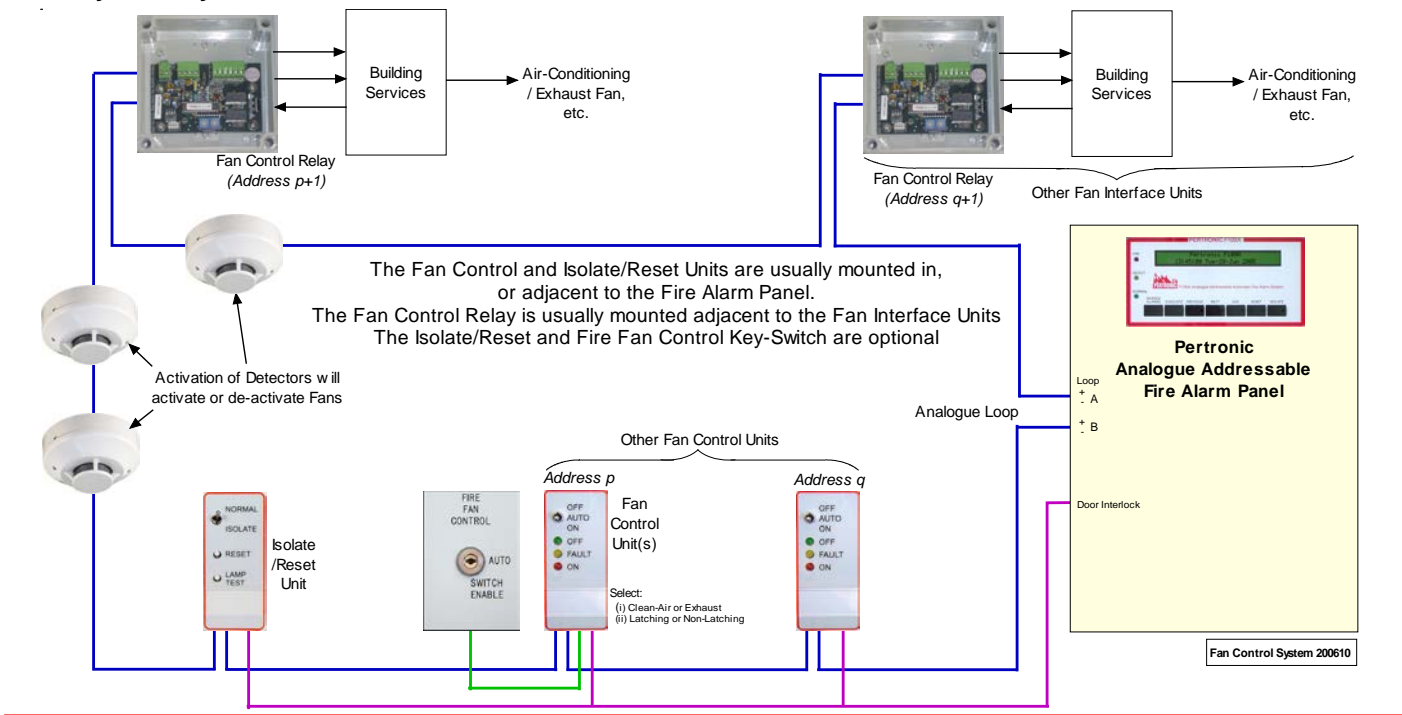 Building
Services
Air-Conditioning
/ Exhaust Fan,
etc.
Fan Control Relay
(Address p+1)
Building
Services
Air-Conditioning
/ Exhaust Fan,
etc.
Fan Control Relay
(Address q+1)
Other Fan Interface Units
The Fan Control and Isolate/Reset Units are usually mounted in,
or adjacent to the Fire Alarm Panel.
The Fan Control Relay is usually mounted adjacent to the Fan Interface Units
The Isolate/Reset and Fire Fan Control Key-Switch are optional
Activation of Detectors will
activate or de-activate Fans
PERTRONIC F100A
Pertronic
Analogue Addressable
Fire Alarm Panel
Loop
+
- A
+
- B
Analogue Loop
Door Interlock
Other Fan Control Units
Address p
Address q
NORMAL
ISOLATE
RESET
LAMP
TEST
Isolate
/Reset
Unit
FIRE
FAN
CONTROL
AUTO
SWITCH
ENABLE
OFF
AUTO
ON
OFF
FAULT
ON
Fan
Control
Unit(s)
Select:
(i) Clean-Air or Exhaust
(ii) Latching or Non-Latching
OFF
AUTO
ON
OFF
FAULT
ON
Fan Control System 200610